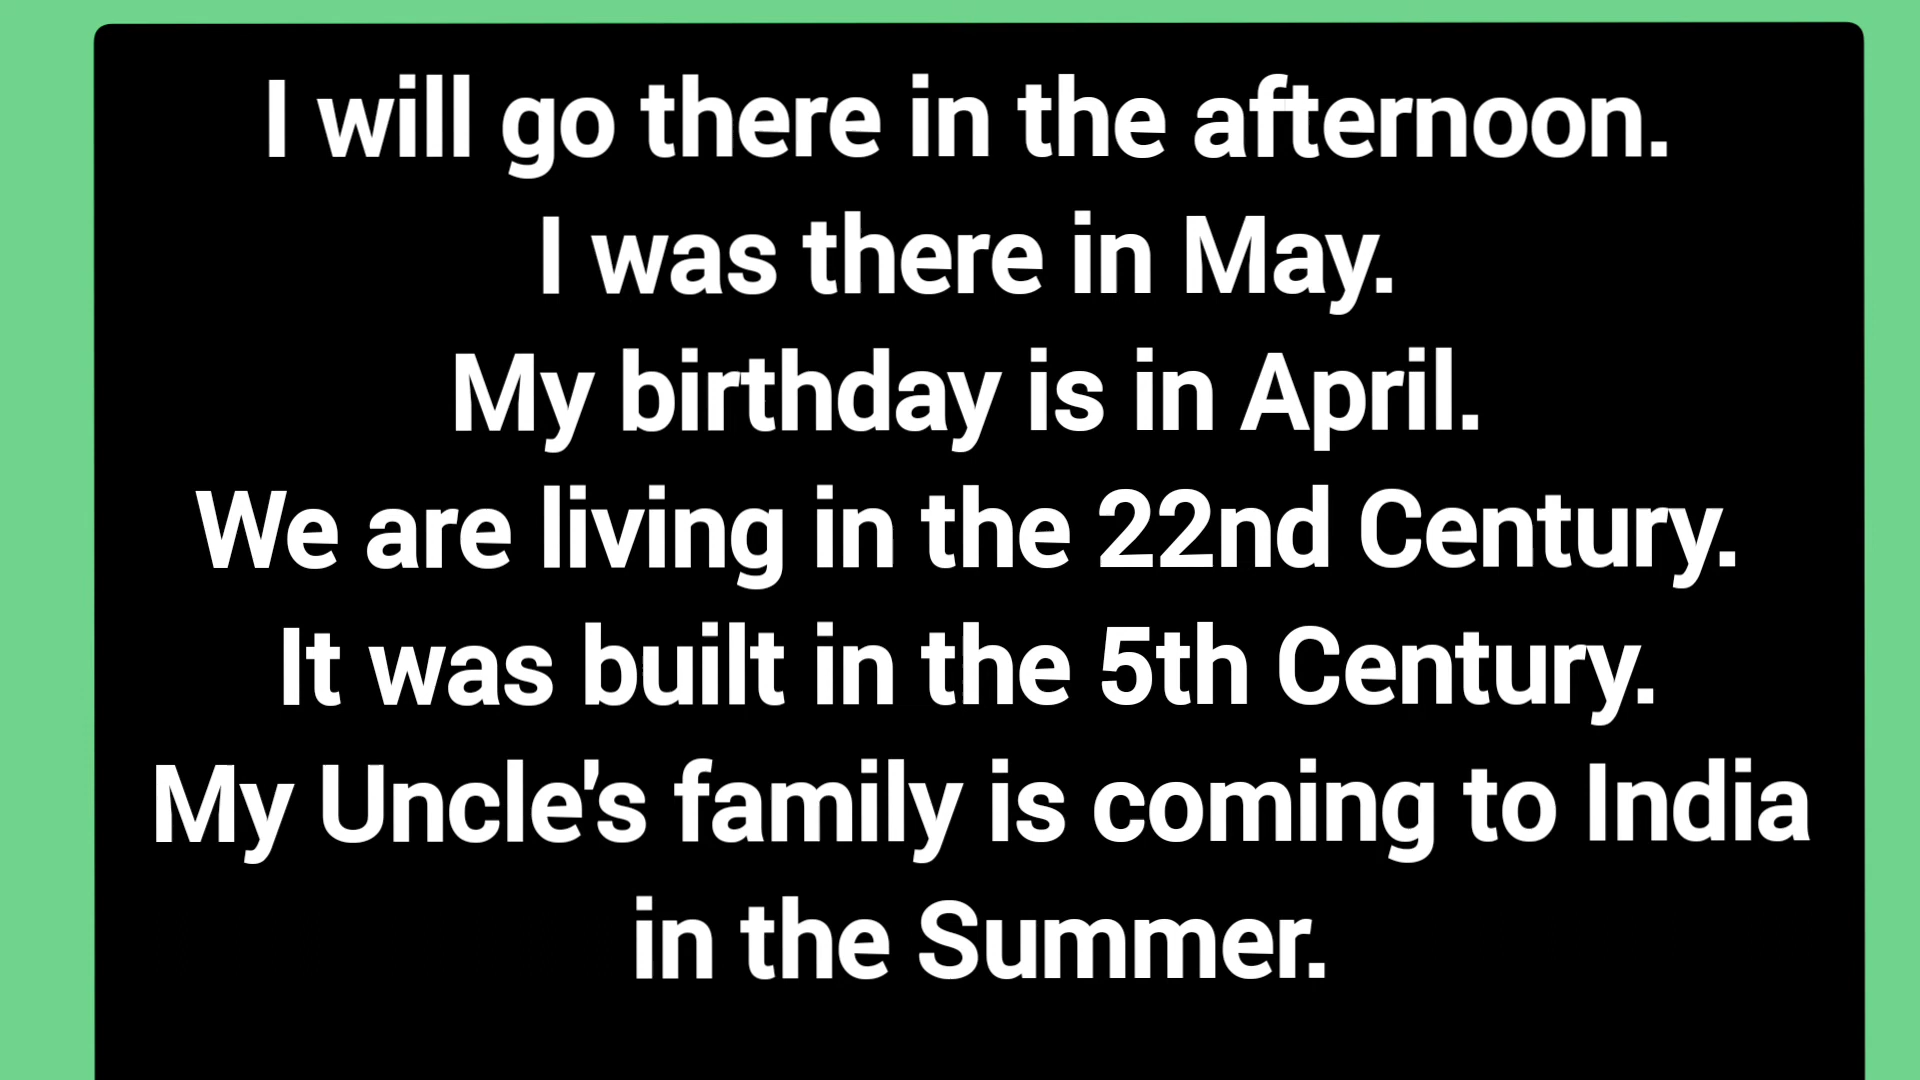 I will go there in the afternoon.
I was there in May.
My birthday is in April.
We are living in the 22nd Century.
It was built in the 5th Century.
My Uncle's family is coming to India
in the Summer.